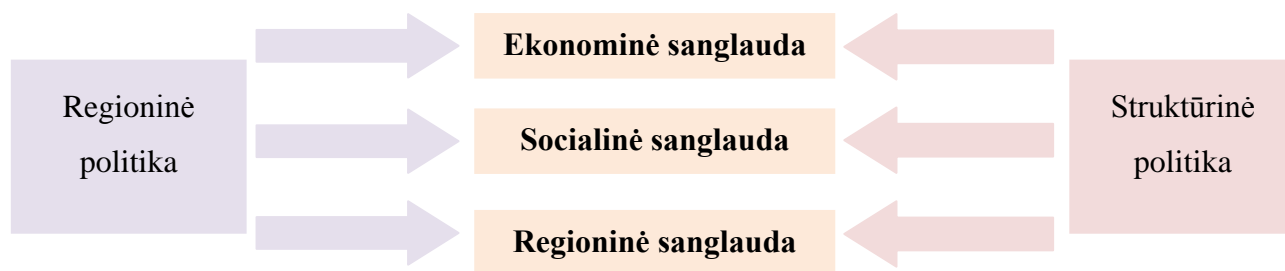 Regioninė
politika
Ekonominė sanglauda
Socialinė sanglauda
Regioninė sanglauda
Struktūrinė
politika